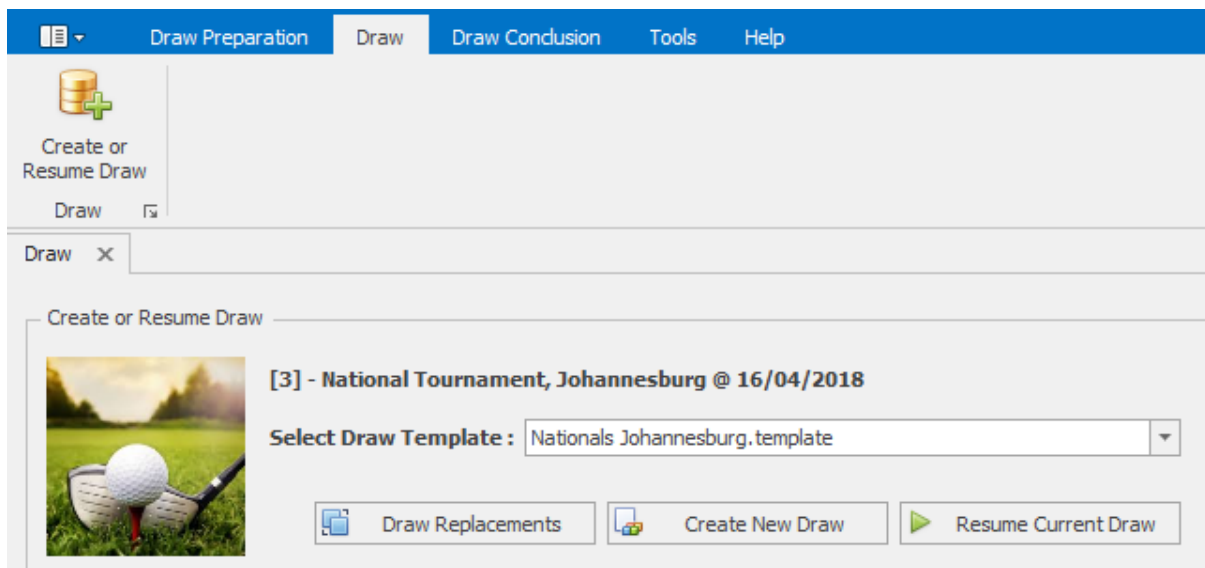 Draw Preparation Draw Draw Conclusion Tools Help
Create or
Resume Draw
Draw
Draw
Create or Resume Draw
[3] - National Tournament, Johannesburg @ 16/04/2018
Select Draw Template : Nationals Johannesburg.template
Draw Replacements Create New Draw Resume Current Draw